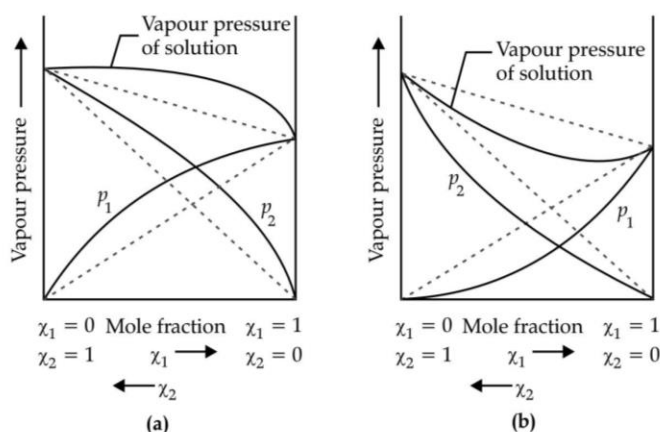 Vapour pressure
of solution
Vapour pressure
p₁
p₂
χ₁ = 0 Mole fraction χ₁ = 1
χ₂ = 1 χ₁ → χ₂ = 0
← χ₂
(a)
Vapour pressure
of solution
Vapour pressure →
p₂
p₁
χ₁ = 0 Mole fraction χ₁ = 1
χ₂ = 1 χ₁ → χ₂ = 0
← χ₂
(b)